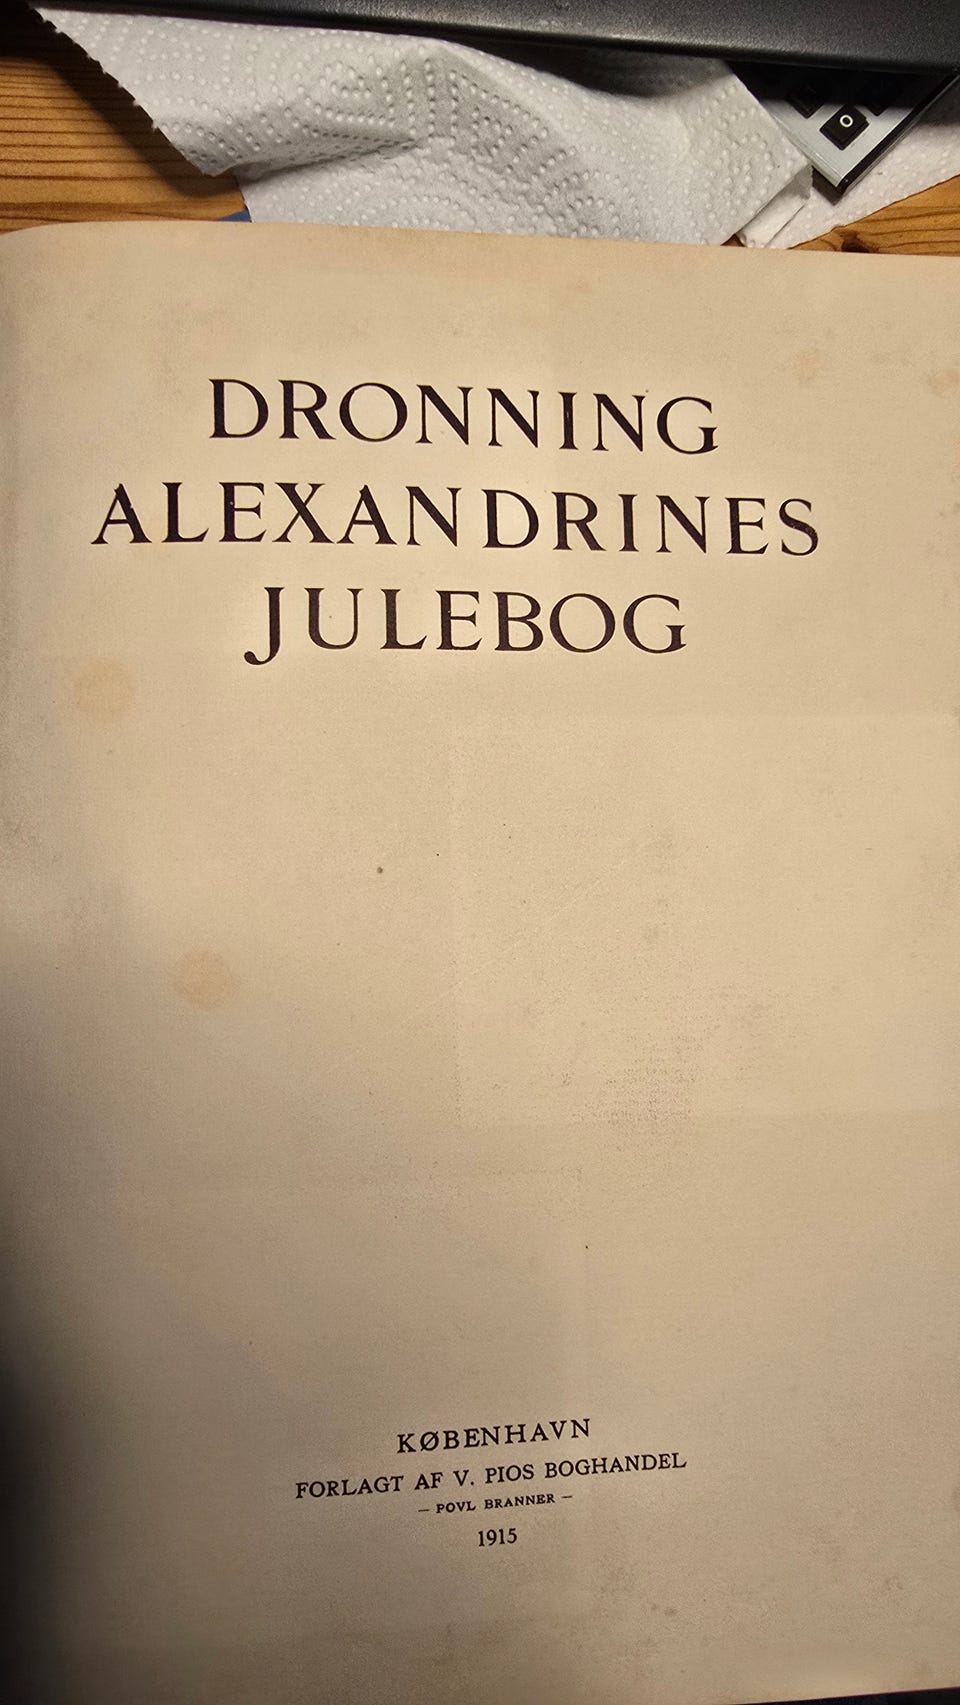 DRONNING
ALEXANDRINES
JULEBOG
KØBENHAVN
FORLAGT AF V. PIOS BOGHANDEL
— POVL BRANNER —
1915
O